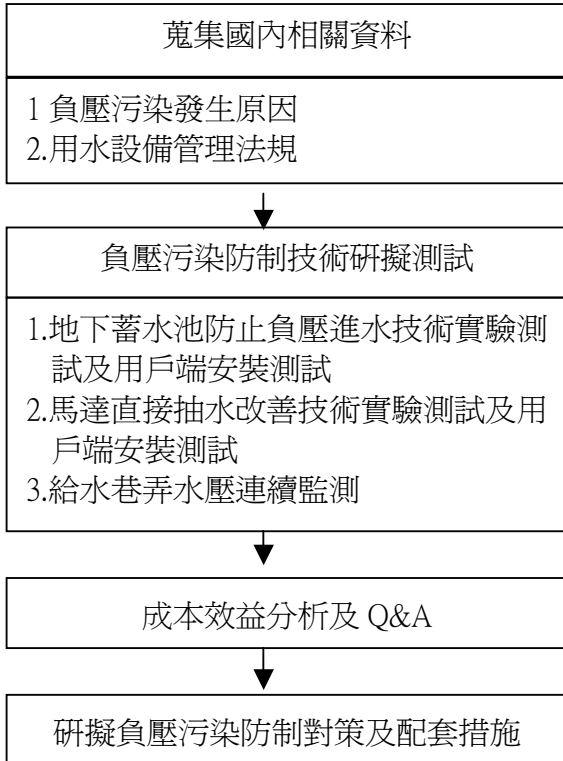 蒐集國內相關資料
1 負壓污染發生原因
2.用水設備管理法規
負壓污染防制技術研擬測試
1.地下蓄水池防止負壓進水技術實驗測
試及用戶端安裝測試
2.馬達直接抽水改善技術實驗測試及用
戶端安裝測試
3.給水巷弄水壓連續監測
成本效益分析及 Q&A
研擬負壓污染防制對策及配套措施